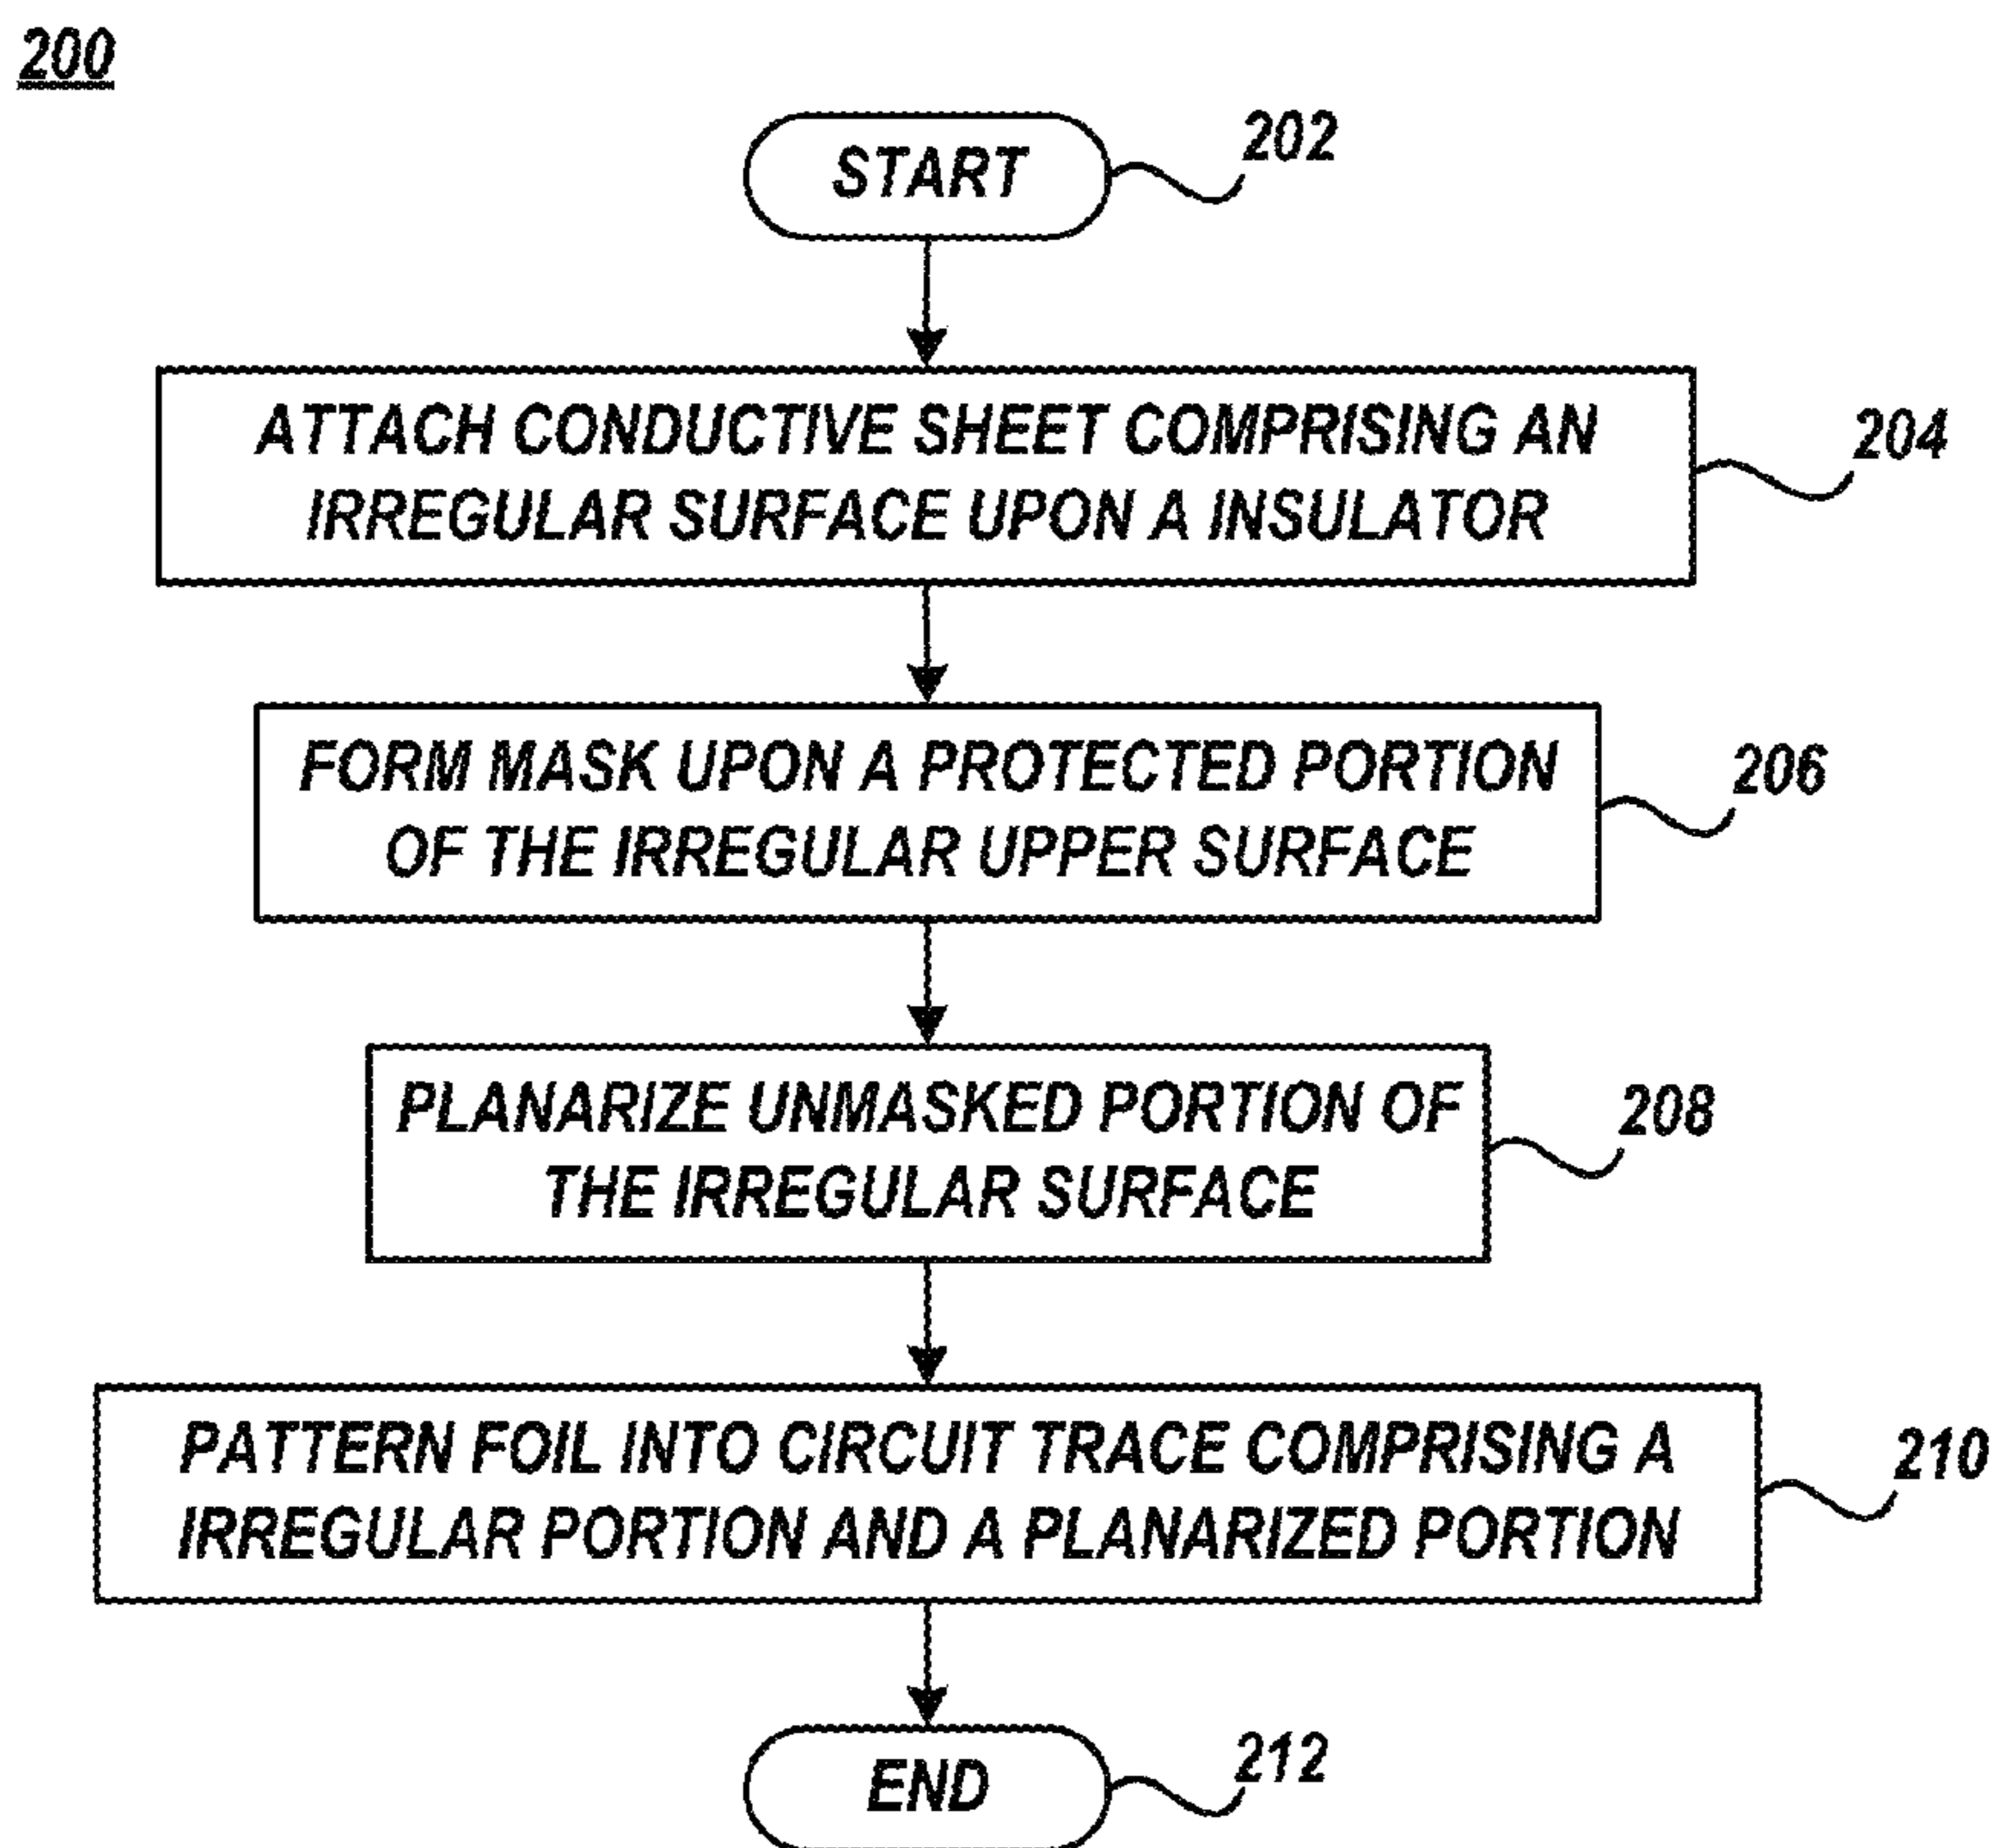 200
START
202
ATTACH CONDUCTIVE SHEET COMPRISING AN
IRREGULAR SURFACE UPON A INSULATOR
204
FORM MASK UPON A PROTECTED PORTION
OF THE IRREGULAR UPPER SURFACE
206
PLANARIZE UNMASKED PORTION OF
THE IRREGULAR SURFACE
208
PATTERN FOIL INTO CIRCUIT TRACE COMPRISING A
IRREGULAR PORTION AND A PLANARIZED PORTION
210
END
212